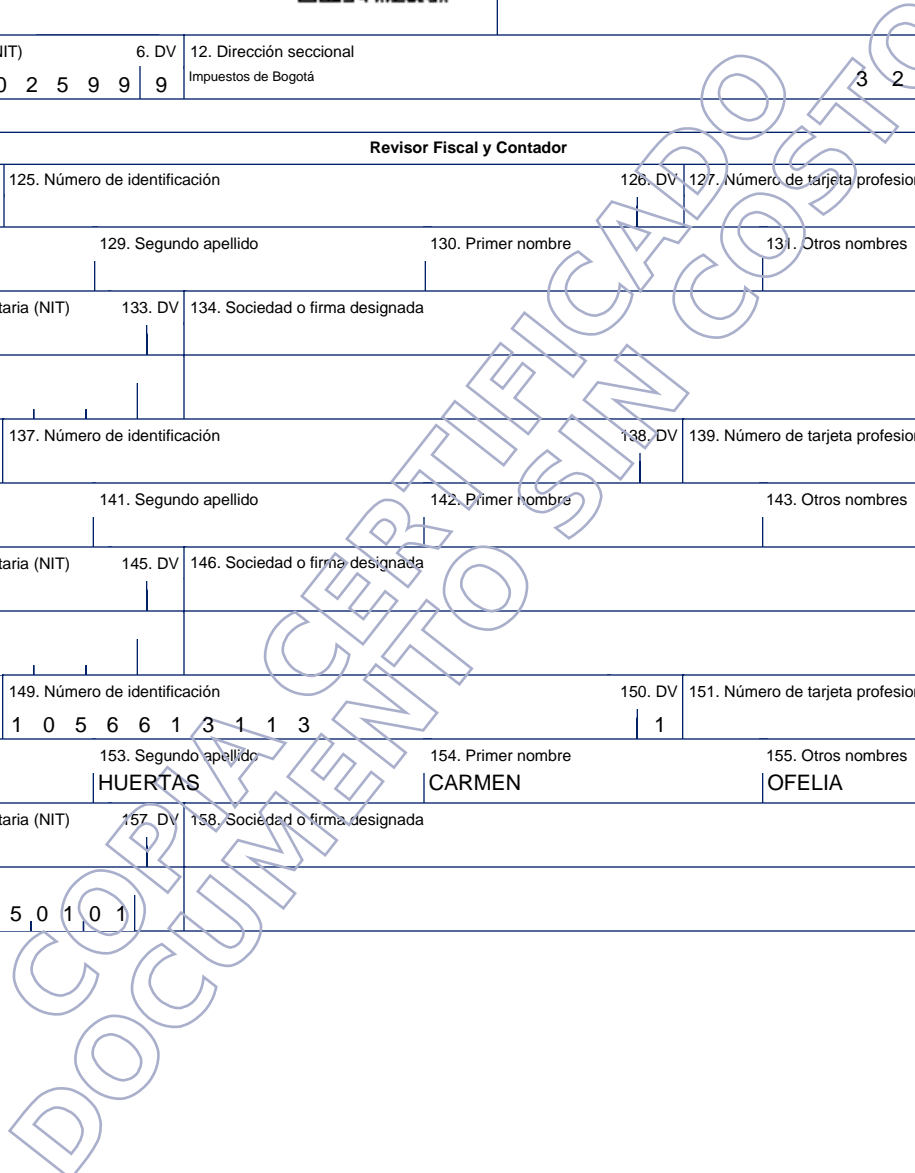 NIT) 6. DV 12. Dirección seccional
0 2 5 9 9 9 Impuestos de Bogotá 3 2
Revisor Fiscal y Contador
125. Número de identificación 126. DV 127. Número de tarjeta profesion
129. Segundo apellido 130. Primer nombre 131. Otros nombres
taria (NIT) 133. DV 134. Sociedad o firma designada
137. Número de identificación 138. DV 139. Número de tarjeta profesion
141. Segundo apellido 142. Primer nombre 143. Otros nombres
taria (NIT) 145. DV 146. Sociedad o firma designada
149. Número de identificación 150. DV 151. Número de tarjeta profesion
1 0 5 6 6 1 3 1 1 3 1
153. Segundo apellido 154. Primer nombre 155. Otros nombres
HUERTAS CARMEN OFELIA
taria (NIT) 157. DV 158. Sociedad o firma designada
5 0 1 0 1
COPIA CERTIFICADO
DOCUMENTO SIN COSTO